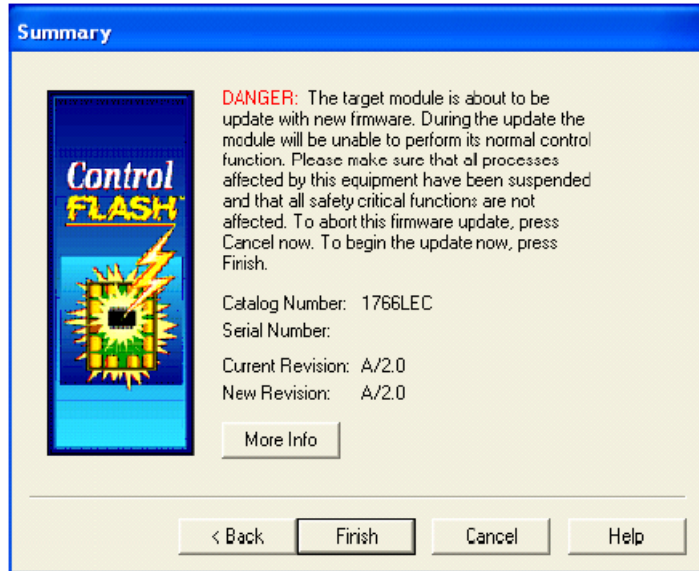 Summary
Control
FLASH
DANGER: The target module is about to be
update with new firmware. During the update the
module will be unable to perform its normal control
function. Please make sure that all processes
affected by this equipment have been suspended
and that all safety critical functions are not
affected. To abort this firmware update, press
Cancel now. To begin the update now, press
Finish.
Catalog Number: 1766LEC
Serial Number:
Current Revision: A/2.0
New Revision: A/2.0
More Info
< Back Finish Cancel Help